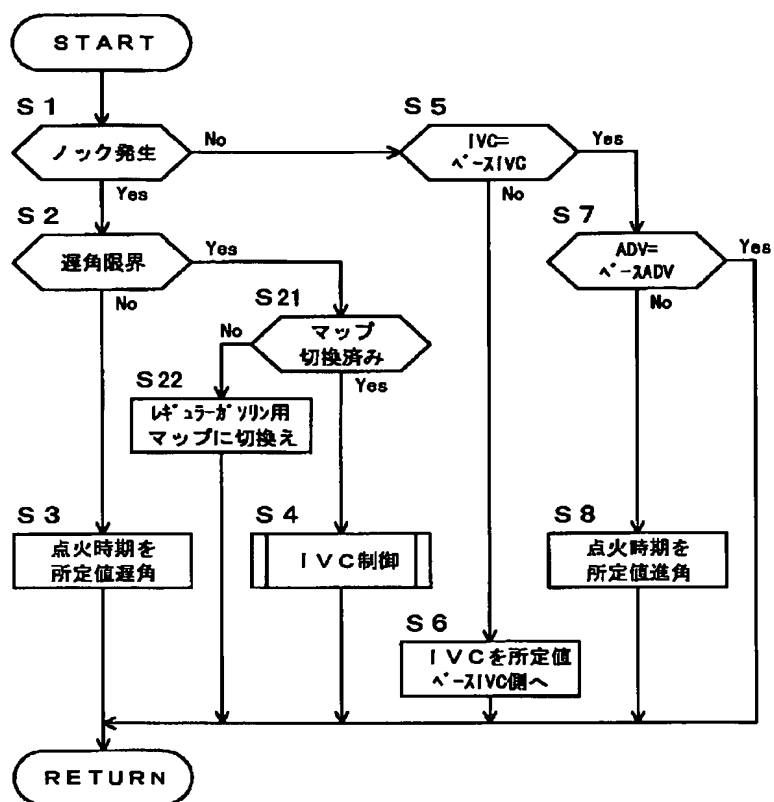 START
S1
ノック発生
No
Yes
S5
IVC=
ベースIVC
Yes
No
S2
遅角限界
Yes
No
S7
ADV=
ベースADV
Yes
No
S21
マップ
切換済み
No
Yes
S22
レギュラーガソリン用
マップに切換え
S3
点火時期を
所定値遅角
S4
IVC制御
S8
点火時期を
所定値進角
S6
IVCを所定値
ベースIVC側へ
RETURN